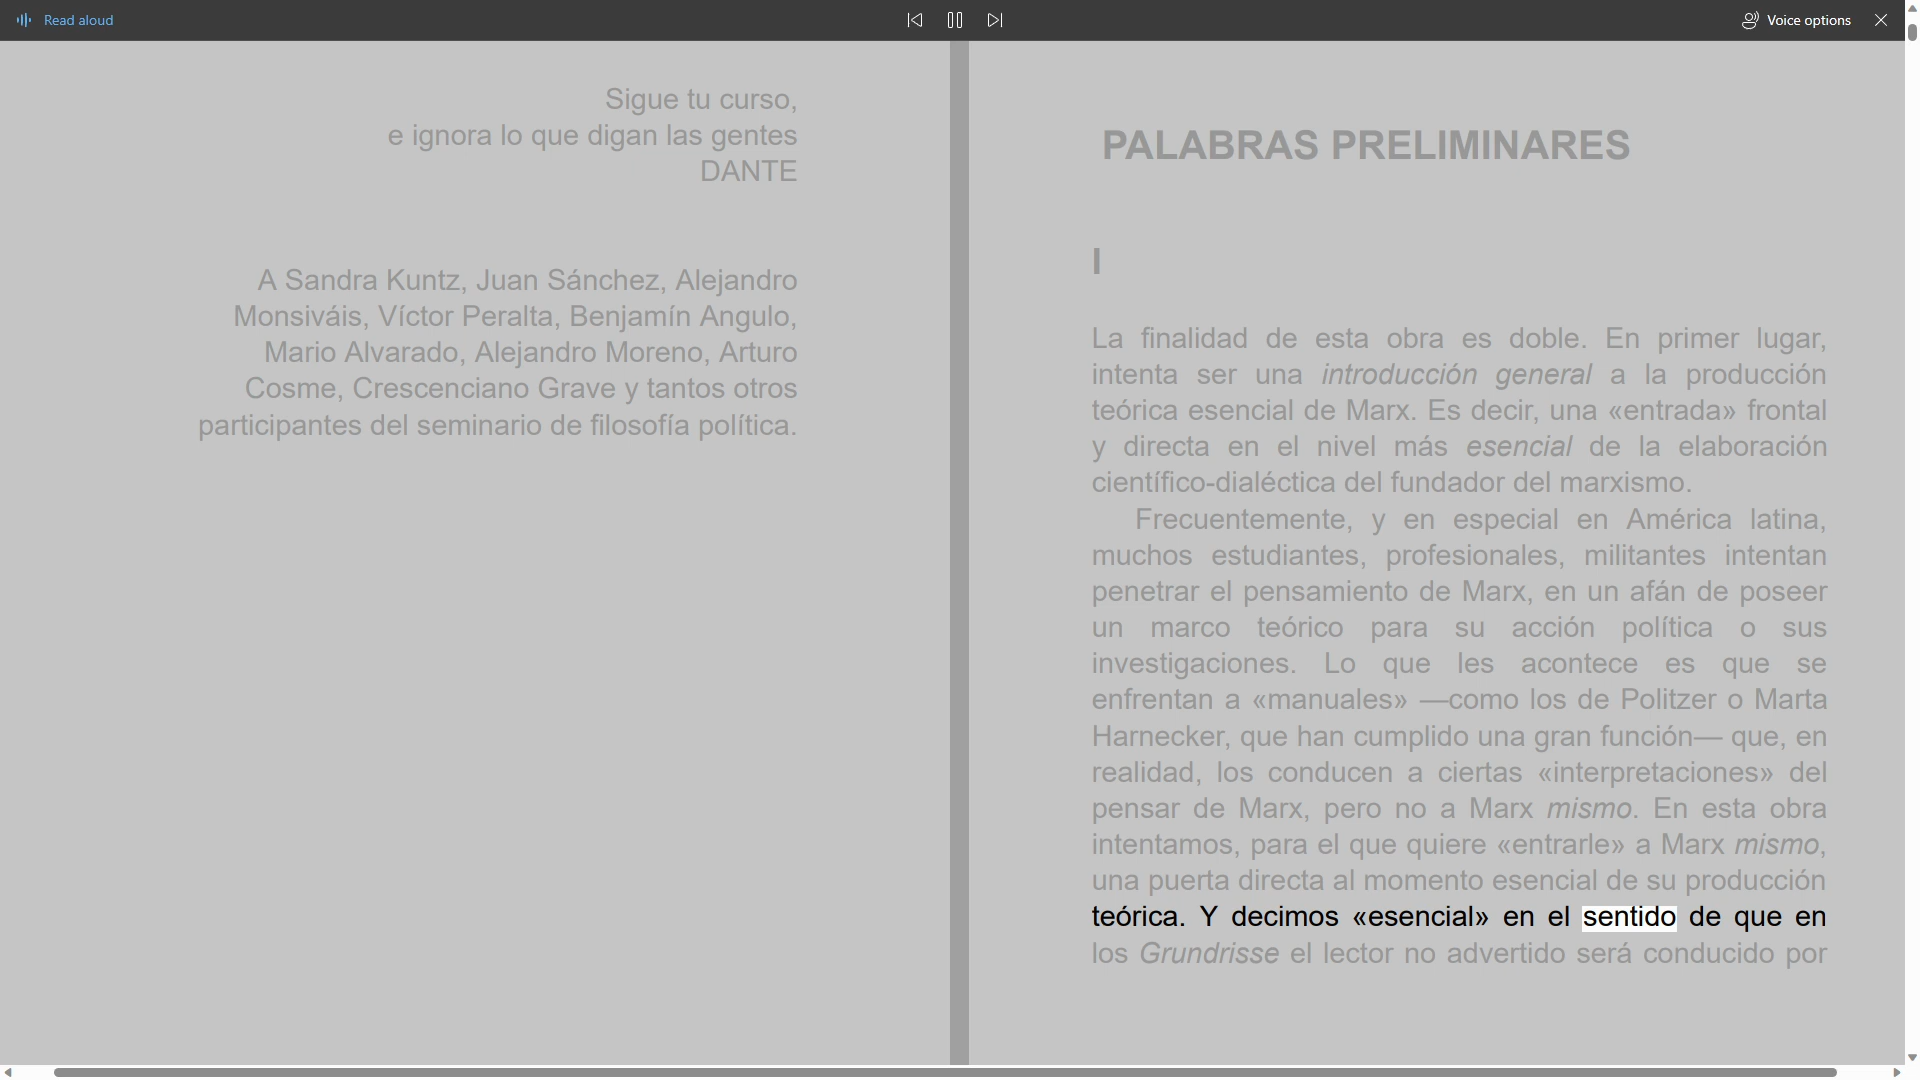 Read aloud
Voice options
Sigue tu curso,
e ignora lo que digan las gentes
DANTE
A Sandra Kuntz, Juan Sánchez, Alejandro
Monsiváis, Víctor Peralta, Benjamín Angulo,
Mario Alvarado, Alejandro Moreno, Arturo
Cosme, Crescenciano Grave y tantos otros
participantes del seminario de filosofía política.
PALABRAS PRELIMINARES
I
La finalidad de esta obra es doble. En primer lugar,
intenta ser una introducción general a la producción
teórica esencial de Marx. Es decir, una «entrada» frontal
y directa en el nivel más esencial de la elaboración
científico-dialéctica del fundador del marxismo.
Frecuentemente, y en especial en América latina,
muchos estudiantes, profesionales, militantes intentan
penetrar el pensamiento de Marx, en un afán de poseer
un marco teórico para su acción política o sus
investigaciones. Lo que les acontece es que se
enfrentan a «manuales» —como los de Politzer o Marta
Harnecker, que han cumplido una gran función— que, en
realidad, los conducen a ciertas «interpretaciones» del
pensar de Marx, pero no a Marx mismo. En esta obra
intentamos, para el que quiere «entrarle» a Marx mismo,
una puerta directa al momento esencial de su producción
teórica. Y decimos «esencial» en el sentido de que en
los Grundrisse el lector no advertido será conducido por